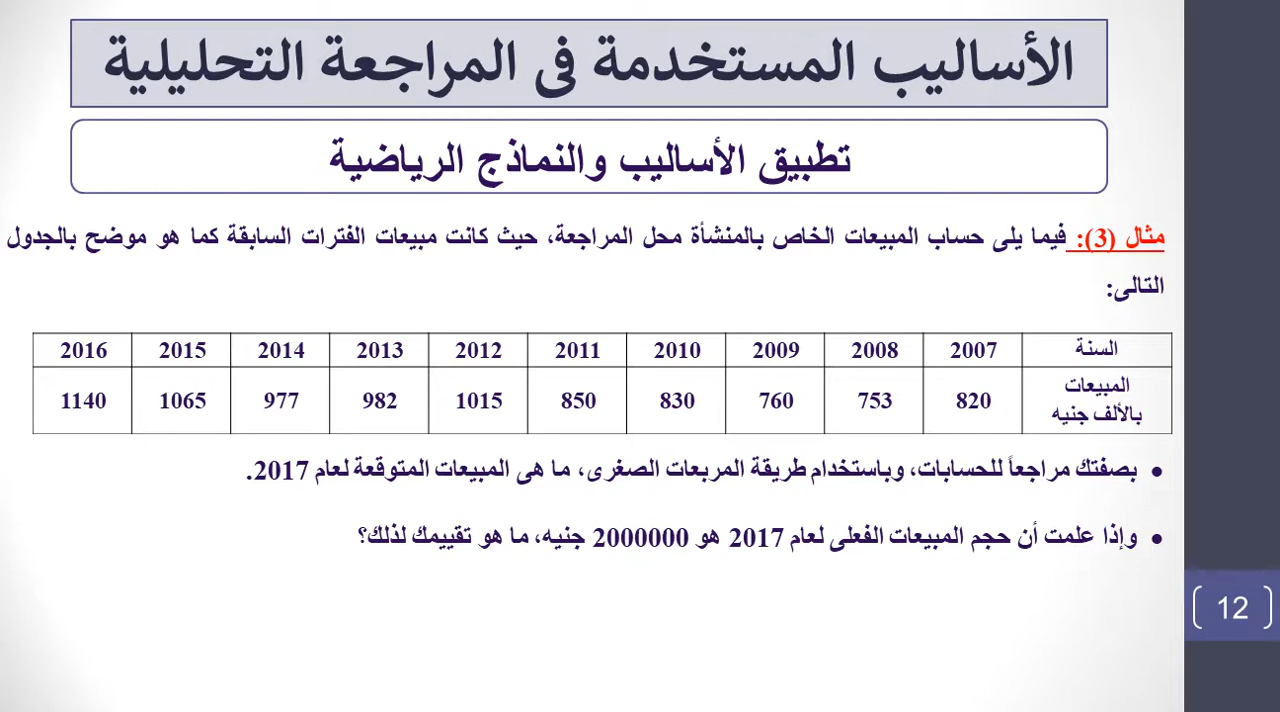 الأساليب المستخدمة فى المراجعة التحليلية
تطبيق الأساليب والنماذج الرياضية
مثال (3): فيما يلى حساب المبيعات الخاص بالمنشأة محل المراجعة، حيث كانت مبيعات الفترات السابقة كما هو موضح بالجدول
التالى:
السنة 2007 2008 2009 2010 2011 2012 2013 2014 2015 2016
المبيعات
بالألف جنيه 820 753 760 830 850 1015 982 977 1065 1140
• بصفتك مراجعاً للحسابات، وباستخدام طريقة المربعات الصغرى، ما هى المبيعات المتوقعة لعام 2017.
• وإذا علمت أن حجم المبيعات الفعلى لعام 2017 هو 2000000 جنيه، ما هو تقييمك لذلك؟
12